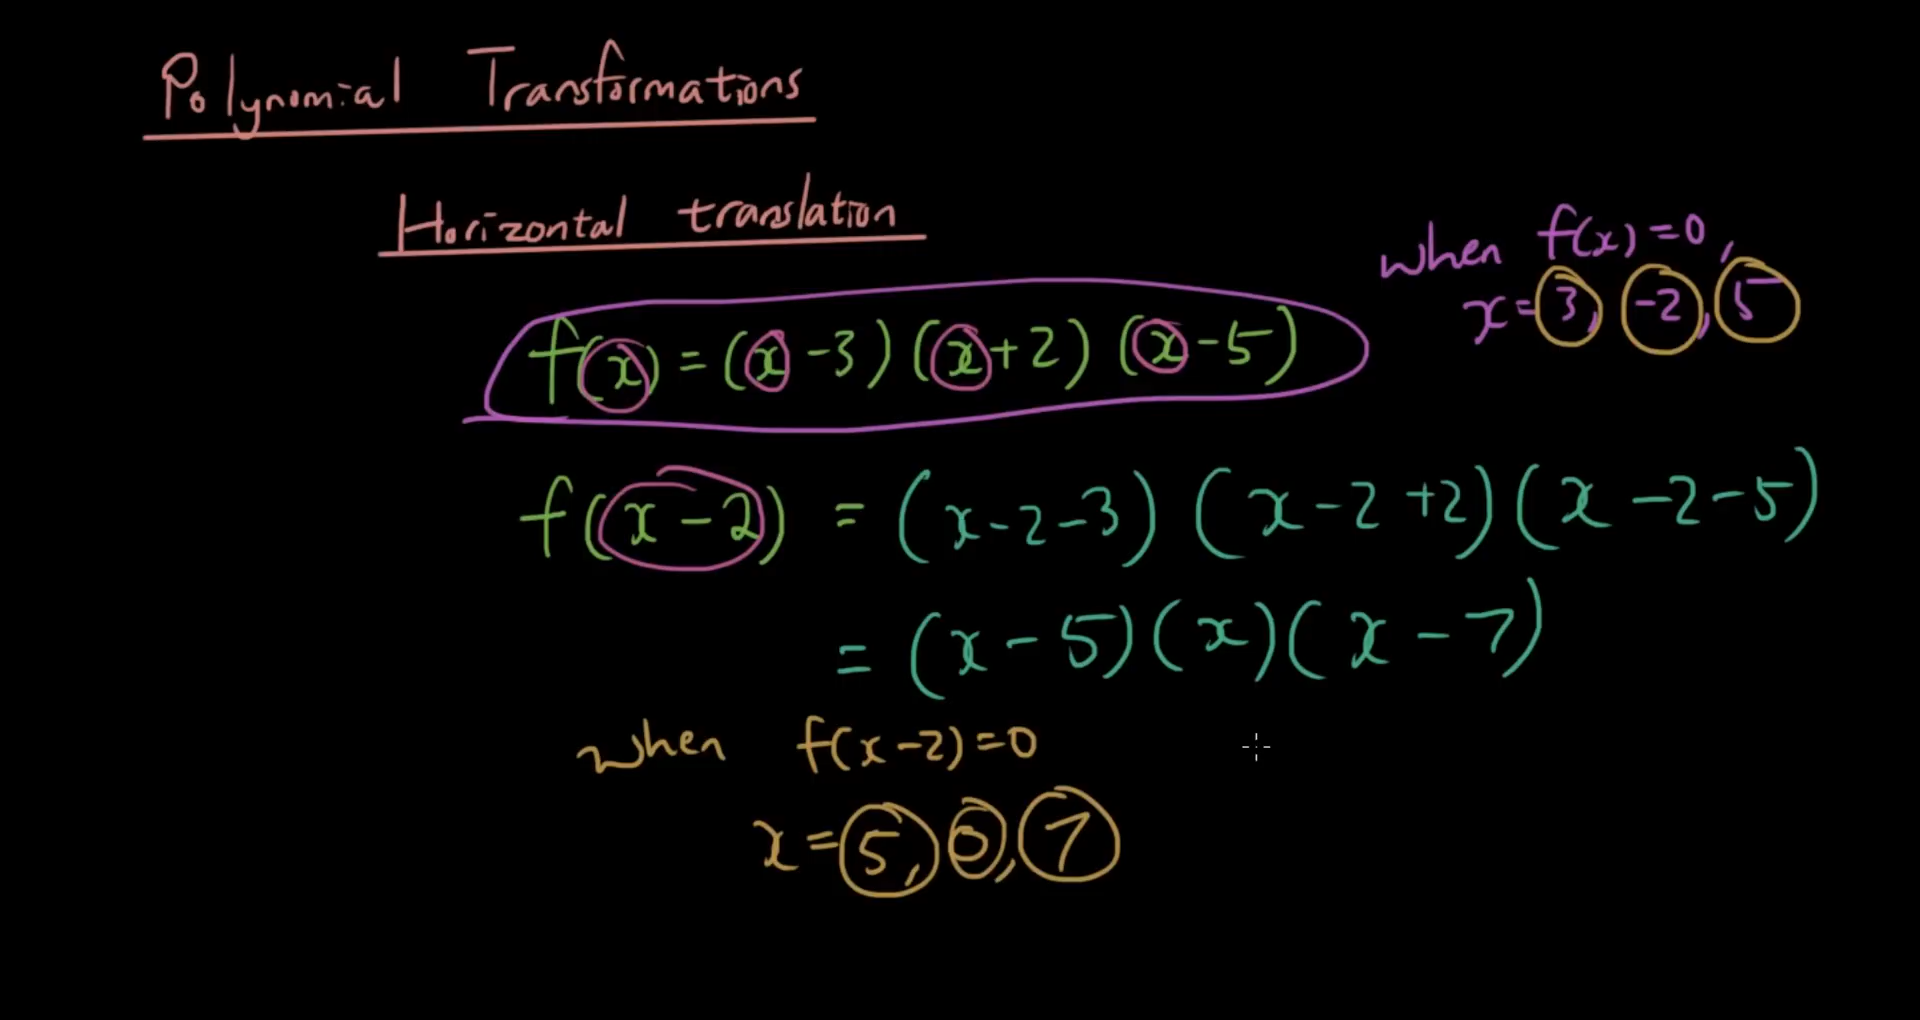 Polynomial Transformations
Horizontal translation
when f(x) = 0,
x = 3, -2, 5
f(x) = (x - 3) (x + 2) (x - 5)
f(x - 2) = (x - 2 - 3) (x - 2 + 2) (x - 2 - 5)
= (x - 5) (x) (x - 7)
when f(x - 2) = 0
x = 5, 0, 7